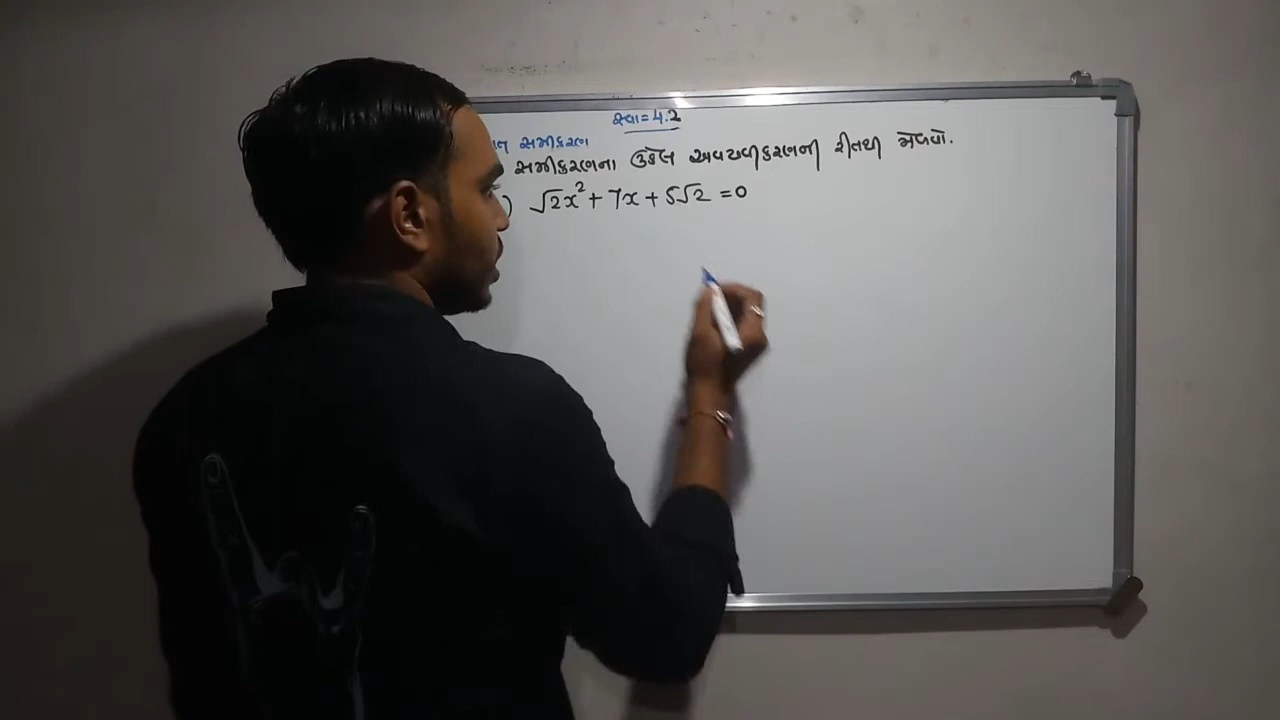 સ્વા = 4.2
સમીકરણ
સમીકરણના ઉકેલ અવયવીકરણની રીતથી મેળવો.
) √2x² + 7x + 5√2 = 0